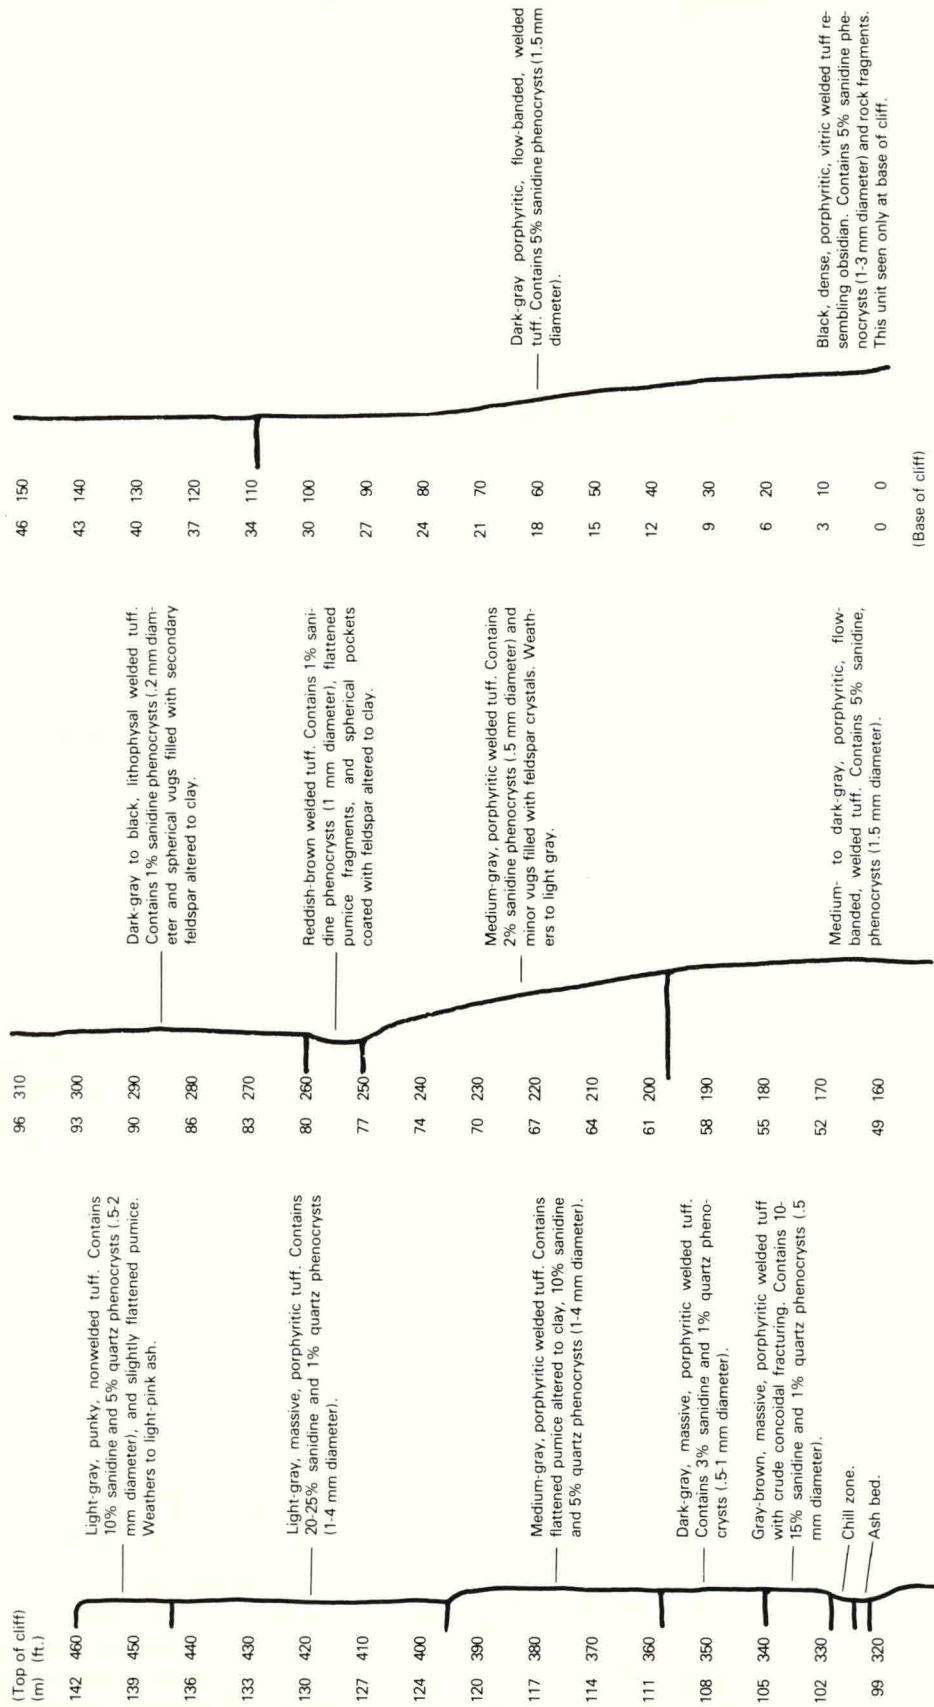 (Top of cliff)
(m) (ft.)
142 460
139 450
136 440
133 430
130 420
127 410
124 400
120 390
117 380
114 370
111 360
108 350
105 340
102 330
99 320
Light-gray, punky, nonwelded tuff. Contains
10% sanidine and 5% quartz phenocrysts (.5-2
mm diameter), and slightly flattened pumice.
Weathers to light-pink ash.
Light-gray, massive, porphyritic tuff. Contains
20-25% sanidine and 1% quartz phenocrysts
(1-4 mm diameter).
Medium-gray, porphyritic welded tuff. Contains
flattened pumice altered to clay, 10% sanidine
and 5% quartz phenocrysts (1-4 mm diameter).
Dark-gray, massive, porphyritic welded tuff.
Contains 3% sanidine and 1% quartz pheno-
crysts (.5-1 mm diameter).
Gray-brown, massive, porphyritic welded tuff
with crude concoidal fracturing. Contains 10-
15% sanidine and 1% quartz phenocrysts (.5
mm diameter).
Chill zone.
Ash bed.
96 310
93 300
90 290
86 280
83 270
80 260
77 250
74 240
70 230
67 220
64 210
61 200
58 190
55 180
52 170
49 160
Dark-gray to black, lithophysal welded tuff.
Contains 1% sanidine phenocrysts (.2 mm diam-
eter and spherical vugs filled with secondary
feldspar altered to clay.
Reddish-brown welded tuff. Contains 1% sani-
dine phenocrysts (1 mm diameter), flattened
pumice fragments, and spherical pockets
coated with feldspar altered to clay.
Medium-gray, porphyritic welded tuff. Contains
2% sanidine phenocrysts (.5 mm diameter) and
minor vugs filled with feldspar crystals. Weath-
ers to light gray.
Medium- to dark-gray, porphyritic, flow-
banded, welded tuff. Contains 5% sanidine,
phenocrysts (1.5 mm diameter).
46 150
43 140
40 130
37 120
34 110
30 100
27 90
24 80
21 70
18 60
15 50
12 40
9 30
6 20
3 10
0 0
(Base of cliff)
Dark-gray porphyritic, flow-banded, welded
tuff. Contains 5% sanidine phenocrysts (1.5 mm
diameter).
Black, dense, porphyritic, vitric welded tuff re-
sembling obsidian. Contains 5% sanidine phe-
nocrysts (1-3 mm diameter) and rock fragments.
This unit seen only at base of cliff.